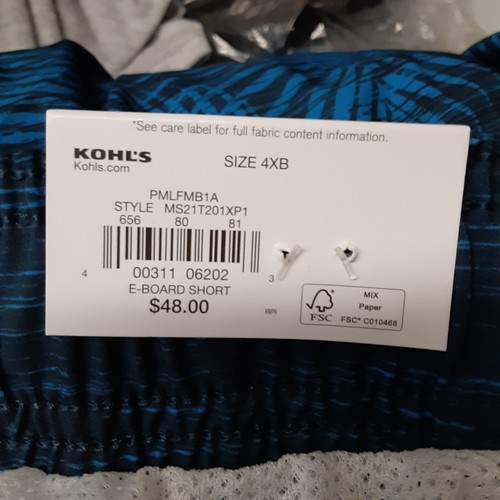 *See care label for full fabric content information.
KOHL'S
Kohls.com
SIZE 4XB
PMLFMB1A
STYLE MS21T201XP1
656 80 81
4 00311 06202 3
E-BOARD SHORT
$48.00
RPI
FSC
MIX
Paper
FSC® C010468